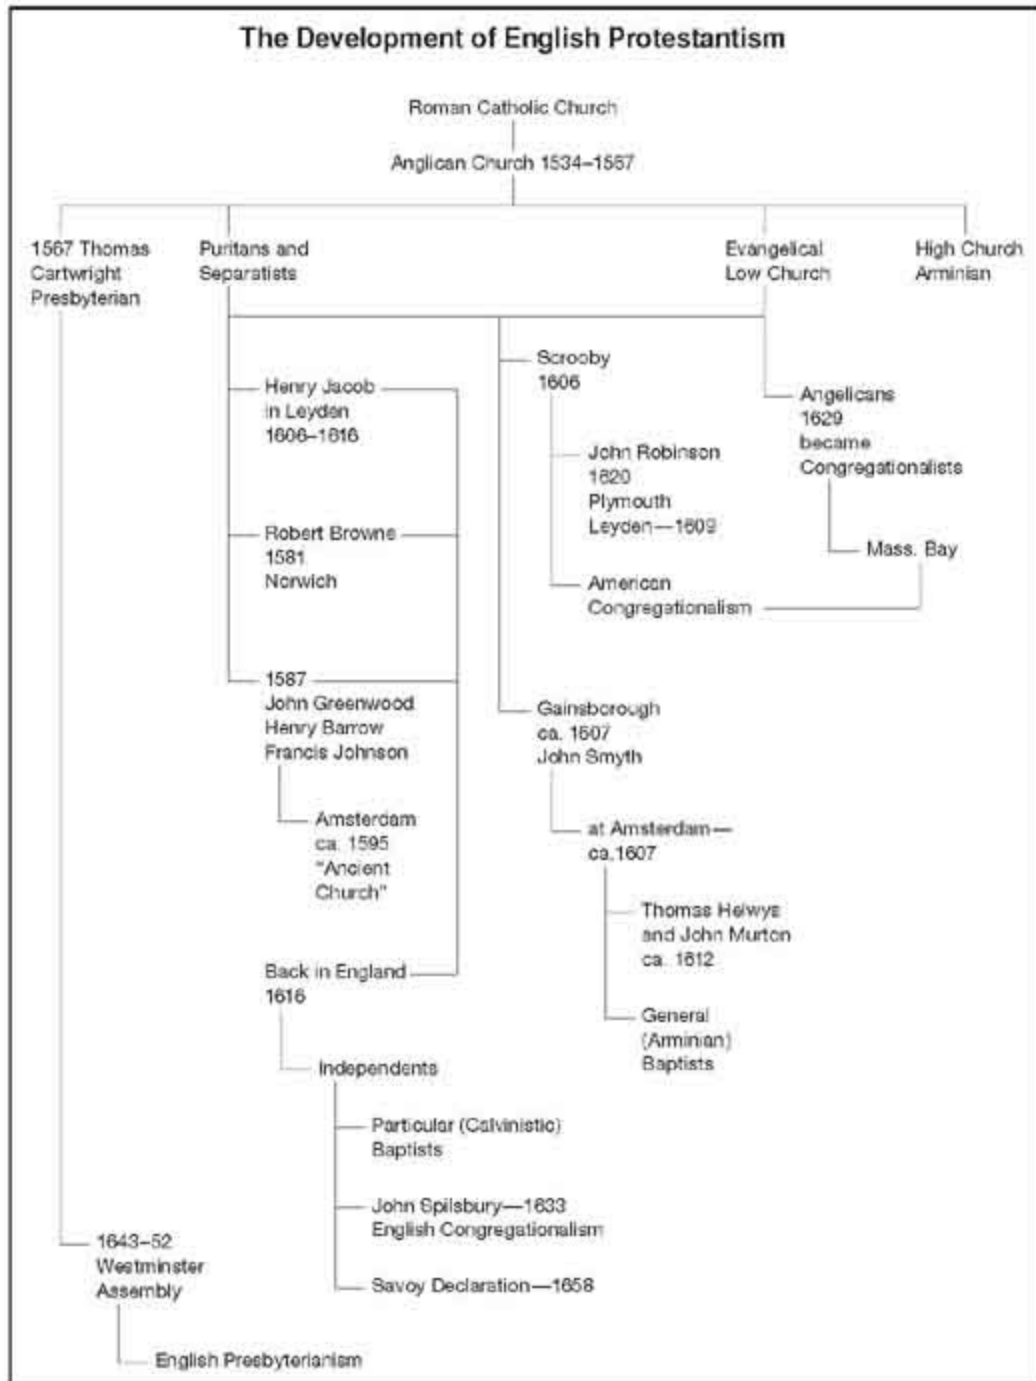 The Development of English Protestantism
Roman Catholic Church
Anglican Church 1534–1567
1567 Thomas
Cartwright
Presbyterian
Puritans and
Separatists
Evangelical
Low Church
High Church
Arminian
Henry Jacob
in Leyden
1606–1616
Robert Browne
1581
Norwich
1587
John Greenwood
Henry Barrow
Francis Johnson
Amsterdam
ca. 1595
"Ancient
Church"
Back in England
1616
Independents
Particular (Calvinistic)
Baptists
John Spilsbury—1633
English Congregationalism
Savoy Declaration—1658
Scrooby
1606
John Robinson
1620
Plymouth
Leyden—1609
American
Congregationalism
Angelicans
1629
became
Congregationalists
Mass. Bay
Gainsborough
ca. 1607
John Smyth
at Amsterdam—
ca.1607
Thomas Helwys
and John Murton
ca. 1612
General
(Arminian)
Baptists
1643–52
Westminster
Assembly
English Presbyterianism